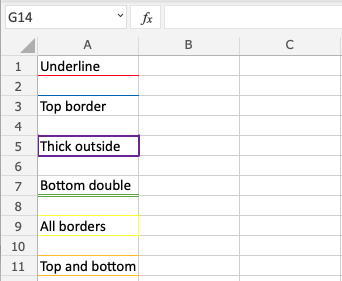 G14 fx
A B C
1 Underline
2
3 Top border
4
5 Thick outside
6
7 Bottom double
8
9 All borders
10
11 Top and bottom